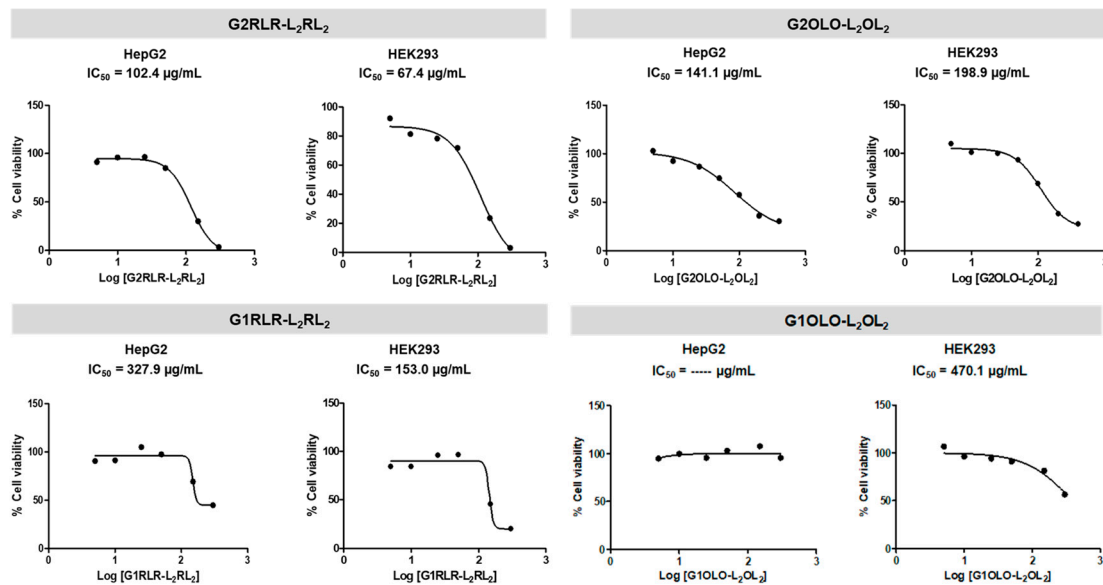 G2RLR-L₂RL₂
HepG2
IC₅₀ = 102.4 µg/mL
150
100
50
0
0
1
2
3
% Cell viability
Log [G2RLR-L₂RL₂]
HEK293
IC₅₀ = 67.4 µg/mL
100
80
60
40
20
0
0
1
2
3
% Cell viability
Log [G2RLR-L₂RL₂]
G2OLO-L₂OL₂
HepG2
IC₅₀ = 141.1 µg/mL
150
100
50
0
0
1
2
3
% Cell viability
Log [G2OLO-L₂OL₂]
HEK293
IC₅₀ = 198.9 µg/mL
150
100
50
0
0
1
2
3
% Cell viability
Log [G2OLO-L₂OL₂]
G1RLR-L₂RL₂
HepG2
IC₅₀ = 327.9 µg/mL
150
100
50
0
0
1
2
3
% Cell viability
Log [G1RLR-L₂RL₂]
HEK293
IC₅₀ = 153.0 µg/mL
150
100
50
0
0
1
2
3
% Cell viability
Log [G1RLR-L₂RL₂]
G1OLO-L₂OL₂
HepG2
IC₅₀ = ----- µg/mL
150
100
50
0
0
1
2
3
% Cell viability
Log [G1OLO-L₂OL₂]
HEK293
IC₅₀ = 470.1 µg/mL
150
100
50
0
0
1
2
3
% Cell viability
Log [G1OLO-L₂OL₂]